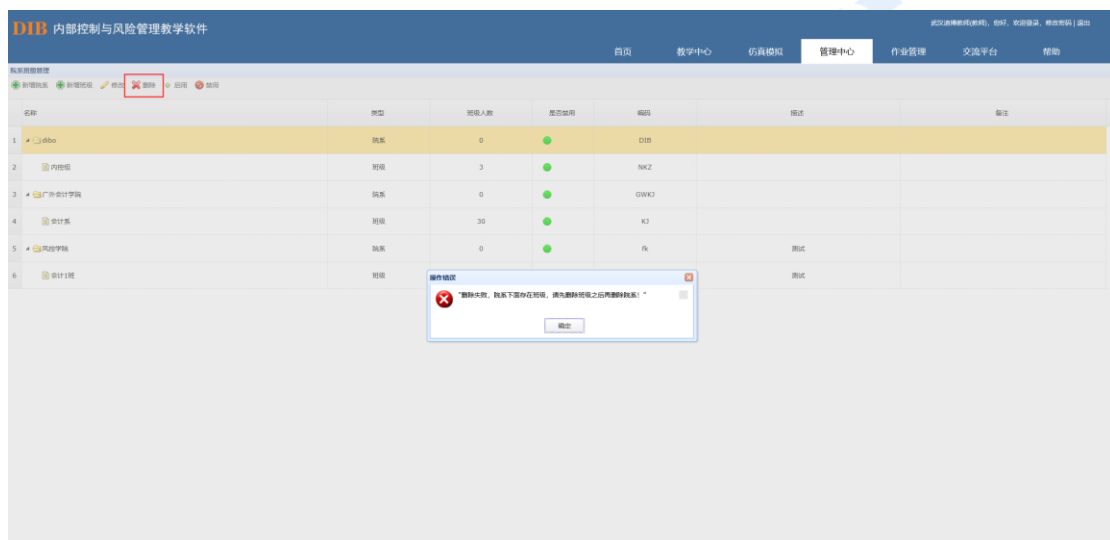 DIB 内部控制与风险管理教学软件
武汉迪博教师(教师), 您好, 欢迎登录, 修改密码 | 退出
首页 教学中心 仿真模拟 管理中心 作业管理 交流平台 帮助
院系班级管理
新增院系 新增班级 修改 删除 启用 禁用
名称 类型 班级人数 是否禁用 编码 描述 备注
1 dibo 院系 0 DIB
2 内控班 班级 3 NKZ
3 广外会计学院 院系 0 GWKJ
4 会计系 班级 30 KJ
5 风控学院 院系 0 fk 测试
6 会计1班 班级 测试
操作错误
"删除失败, 院系下面存在班级, 请先删除班级之后再删除院系! "
确定